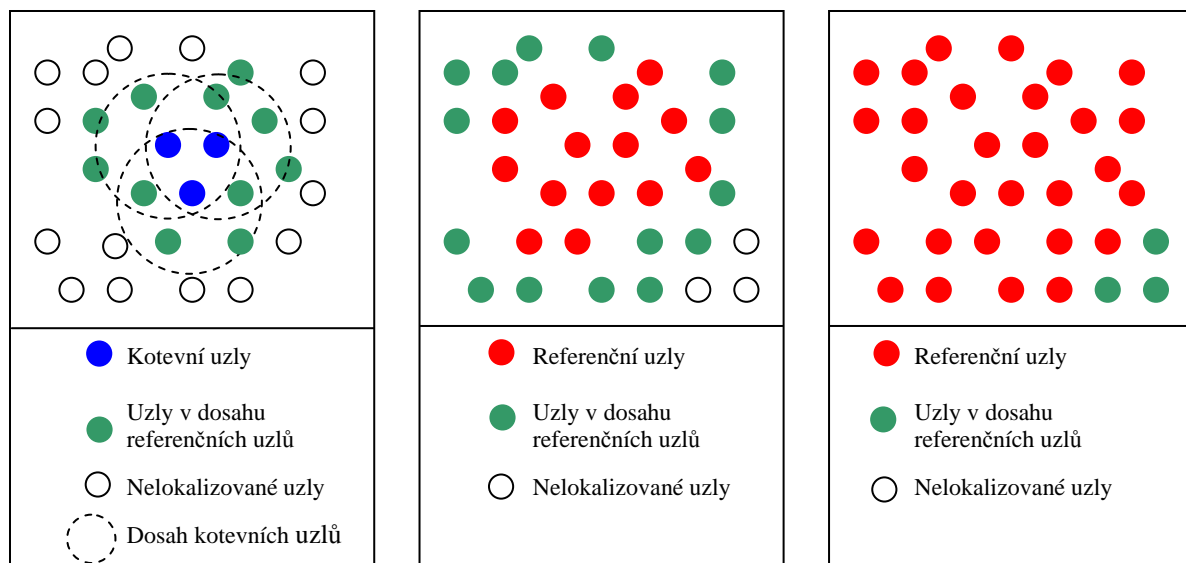 Kotevní uzly
Uzly v dosahu
referenčních uzlů
Nelokalizované uzly
Dosah kotevních uzlů
Referenční uzly
Uzly v dosahu
referenčních uzlů
Nelokalizované uzly
Referenční uzly
Uzly v dosahu
referenčních uzlů
Nelokalizované uzly